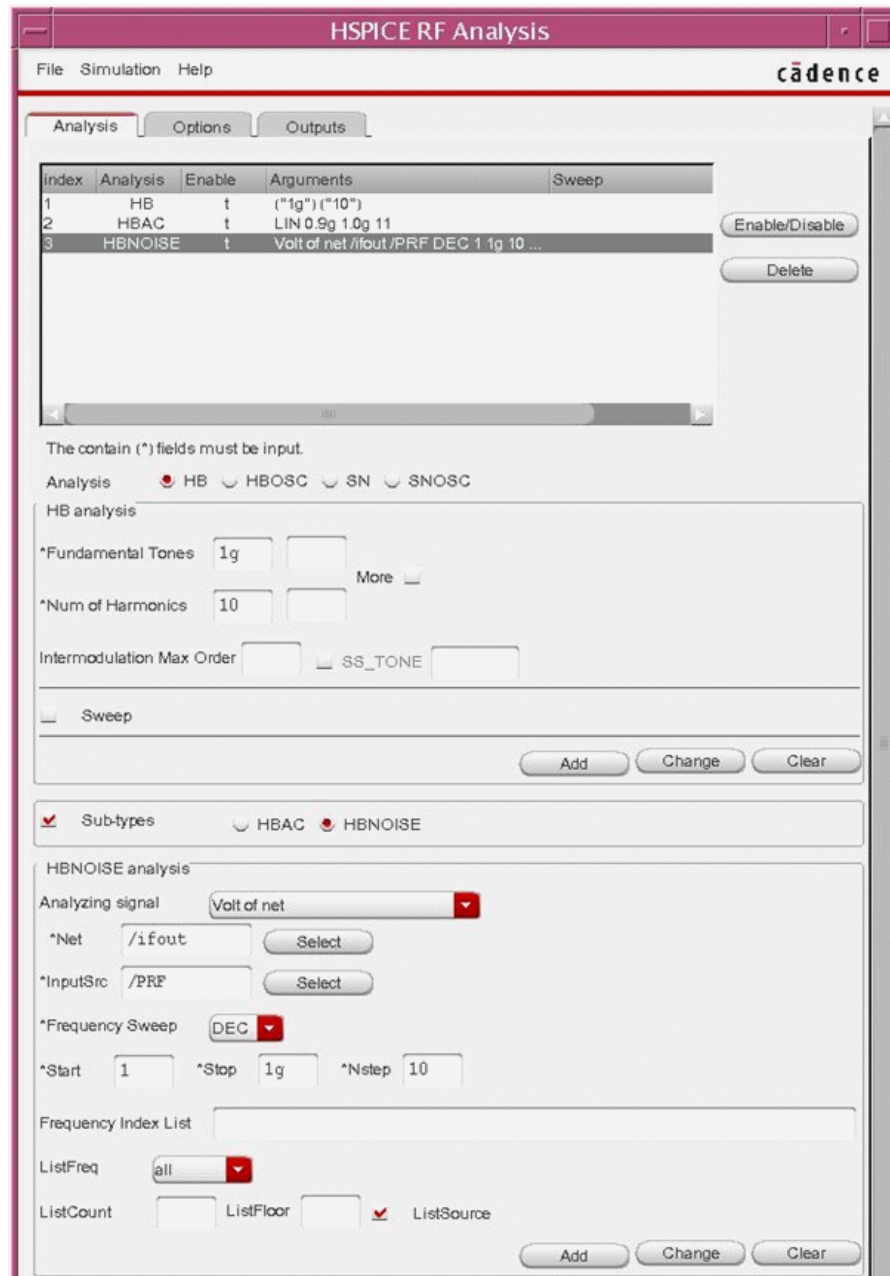 HSPICE RF Analysis
File Simulation Help cādence
Analysis Options Outputs
index Analysis Enable Arguments Sweep
1 HB t ("1g") ("10")
2 HBAC t LIN 0.9g 1.0g 11
3 HBNOISE t Volt of net /ifout /PRF DEC 1 1g 10 ...
Enable/Disable
Delete
The contain (*) fields must be input.
Analysis HB HBOSC SN SNOSC
HB analysis
*Fundamental Tones 1g
More
*Num of Harmonics 10
Intermodulation Max Order SS_TONE
Sweep
Add Change Clear
Sub-types HBAC HBNOISE
HBNOISE analysis
Analyzing signal Volt of net
*Net /ifout Select
*InputSrc /PRF Select
*Frequency Sweep DEC
*Start 1 *Stop 1g *Nstep 10
Frequency Index List
ListFreq all
ListCount ListFloor ListSource
Add Change Clear